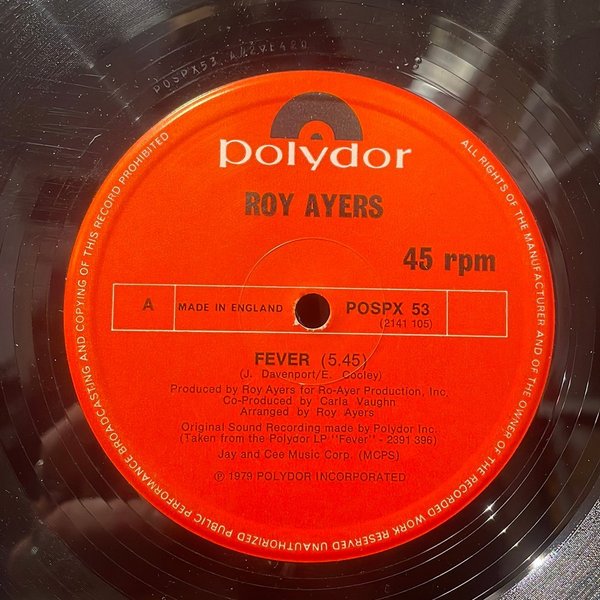 POSPX53
polydor
ROY AYERS
45 rpm
A
MADE IN ENGLAND
POSPX 53
(2141 105)
FEVER (5.45)
(J. Davenport/E. Cooley)
Produced by Roy Ayers for Ro-Ayer Production, Inc.
Co-Produced by Carla Vaughn
Arranged by Roy Ayers
Original Sound Recording made by Polydor Inc.
(Taken from the Polydor LP "Fever" - 2391 396)
Jay and Cee Music Corp. (MCPS)
℗ 1979 POLYDOR INCORPORATED
ALL RIGHTS OF THE MANUFACTURER AND OF THE OWNER OF THE RECORDED WORK RESERVED UNAUTHORIZED PUBLIC PERFORMANCE BROADCASTING AND COPYING OF THIS RECORD PROHIBITED